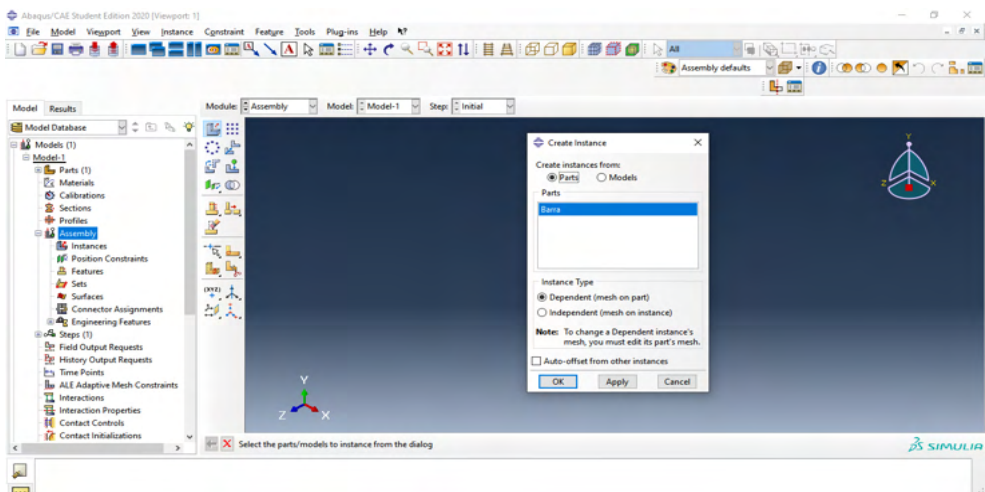 Abaqus/CAE Student Edition 2020 [Viewport: 1]
File Model Viewport View Instance Constraint Feature Tools Plug-ins Help
A All
Assembly defaults
Model Results Module: Assembly Model: Model-1 Step: Initial
Model Database
Models (1)
Model-1
Parts (1)
Materials
Calibrations
Sections
Profiles
Assembly
Instances
Position Constraints
Features
Sets
Surfaces
Connector Assignments
Engineering Features
Steps (1)
Field Output Requests
History Output Requests
Time Points
ALE Adaptive Mesh Constraints
Interactions
Interaction Properties
Contact Controls
Contact Initializations
(XYZ)
Create Instance
Create instances from:
Parts Models
Parts
Barra
Instance Type
Dependent (mesh on part)
Independent (mesh on instance)
Note: To change a Dependent instance's
mesh, you must edit its part's mesh.
Auto-offset from other instances
OK Apply Cancel
Y
Z X
Y
Z X
Select the parts/models to instance from the dialog
SIMULIA